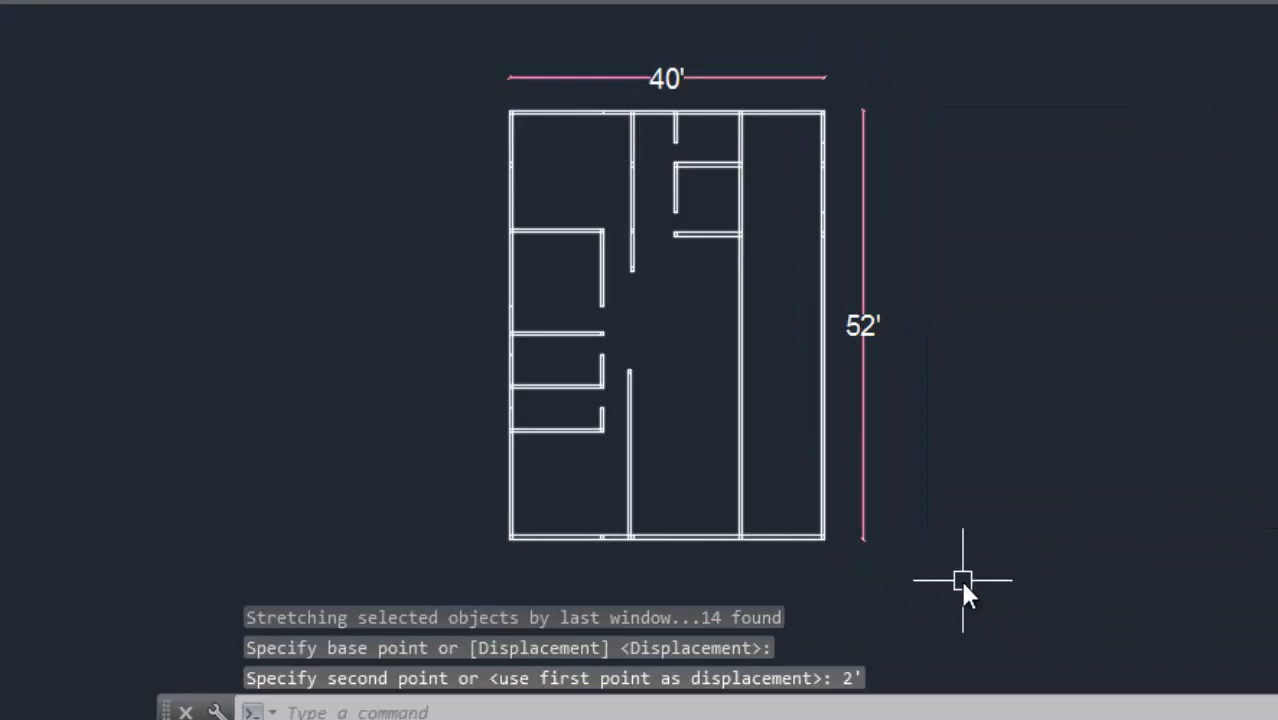 40'
52'
Stretching selected objects by last window...14 found
Specify base point or [Displacement] <Displacement>:
Specify second point or <use first point as displacement>: 2'
Type a command